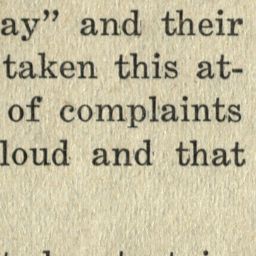 ay” and their
taken this at-
of complaints
loud and that